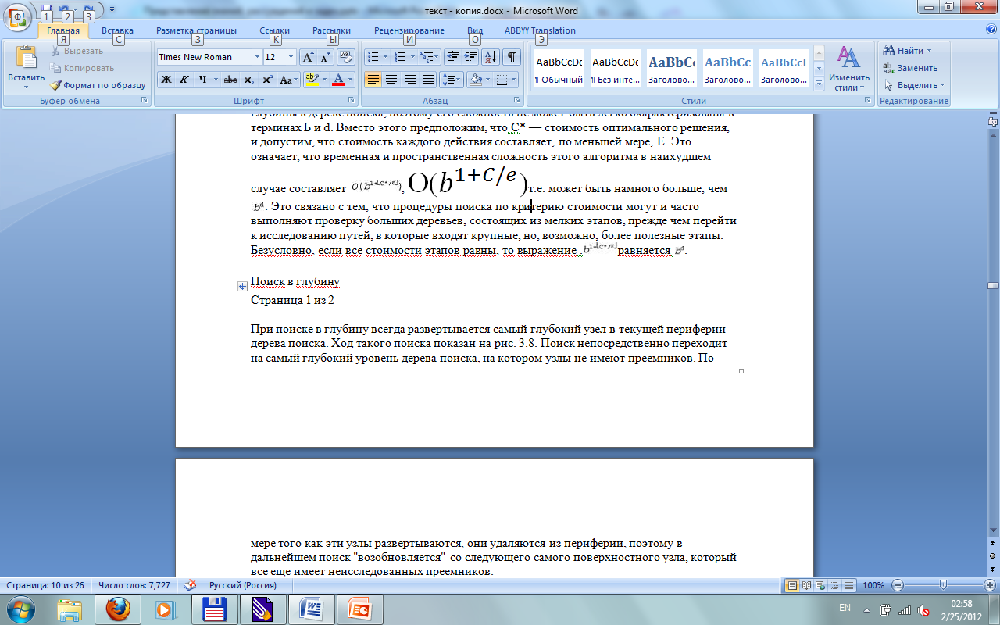 текст - копия.docx - Microsoft Word
Ф 1 2 3
Главная Вставка Разметка страницы Ссылки Рассылки Рецензирование Вид ABBYY Translation
Я С З К Ы И О Э
Вставить
Вырезать
Копировать
Формат по образцу
Буфер обмена
Times New Roman 12
Ж К Ч abc x₂ x² Aa
Шрифт
Абзац
AaBbCcDc AaBbCcDc AaBbCc AaBbCc AaBbCcI
¶ Обычный ¶ Без инте... Заголово... Заголово... Заголово...
Изменить стили
Стили
Найти
Заменить
Выделить
Редактирование
глубины в дереве поиска, поэтому его сложность не может быть легко охарактеризована в
терминах Ь и d. Вместо этого предположим, что С* — стоимость оптимального решения,
и допустим, что стоимость каждого действия составляет, по меньшей мере, Е. Это
означает, что временная и пространственная сложность этого алгоритма в наихудшем
случае составляет O(b^1+⌊C*/ε⌋), O(b^1+C/e)т.е. может быть намного больше, чем
b^d. Это связано с тем, что процедуры поиска по критерию стоимости могут и часто
выполняют проверку больших деревьев, состоящих из мелких этапов, прежде чем перейти
к исследованию путей, в которые входят крупные, но, возможно, более полезные этапы.
Безусловно, если все стоимости этапов равны, то выражение .b^1+⌊C*/ε⌋равняется b^d.
Поиск в глубину
Страница 1 из 2
При поиске в глубину всегда развертывается самый глубокий узел в текущей периферии
дерева поиска. Ход такого поиска показан на рис. 3.8. Поиск непосредственно переходит
на самый глубокий уровень дерева поиска, на котором узлы не имеют преемников. По
мере того как эти узлы развертываются, они удаляются из периферии, поэтому в
дальнейшем поиск "возобновляется" со следующего самого поверхностного узла, который
все еще имеет неисследованных преемников.
Страница: 10 из 26 Число слов: 7,727 Русский (Россия) 100%
EN 02:58
2/25/2012